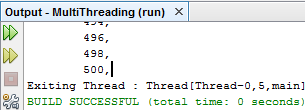 Output - MultiThreading (run)
494,
496,
498,
500,
Exiting Thread : Thread[Thread-0,5,main]
BUILD SUCCESSFUL (total time: 0 seconds)